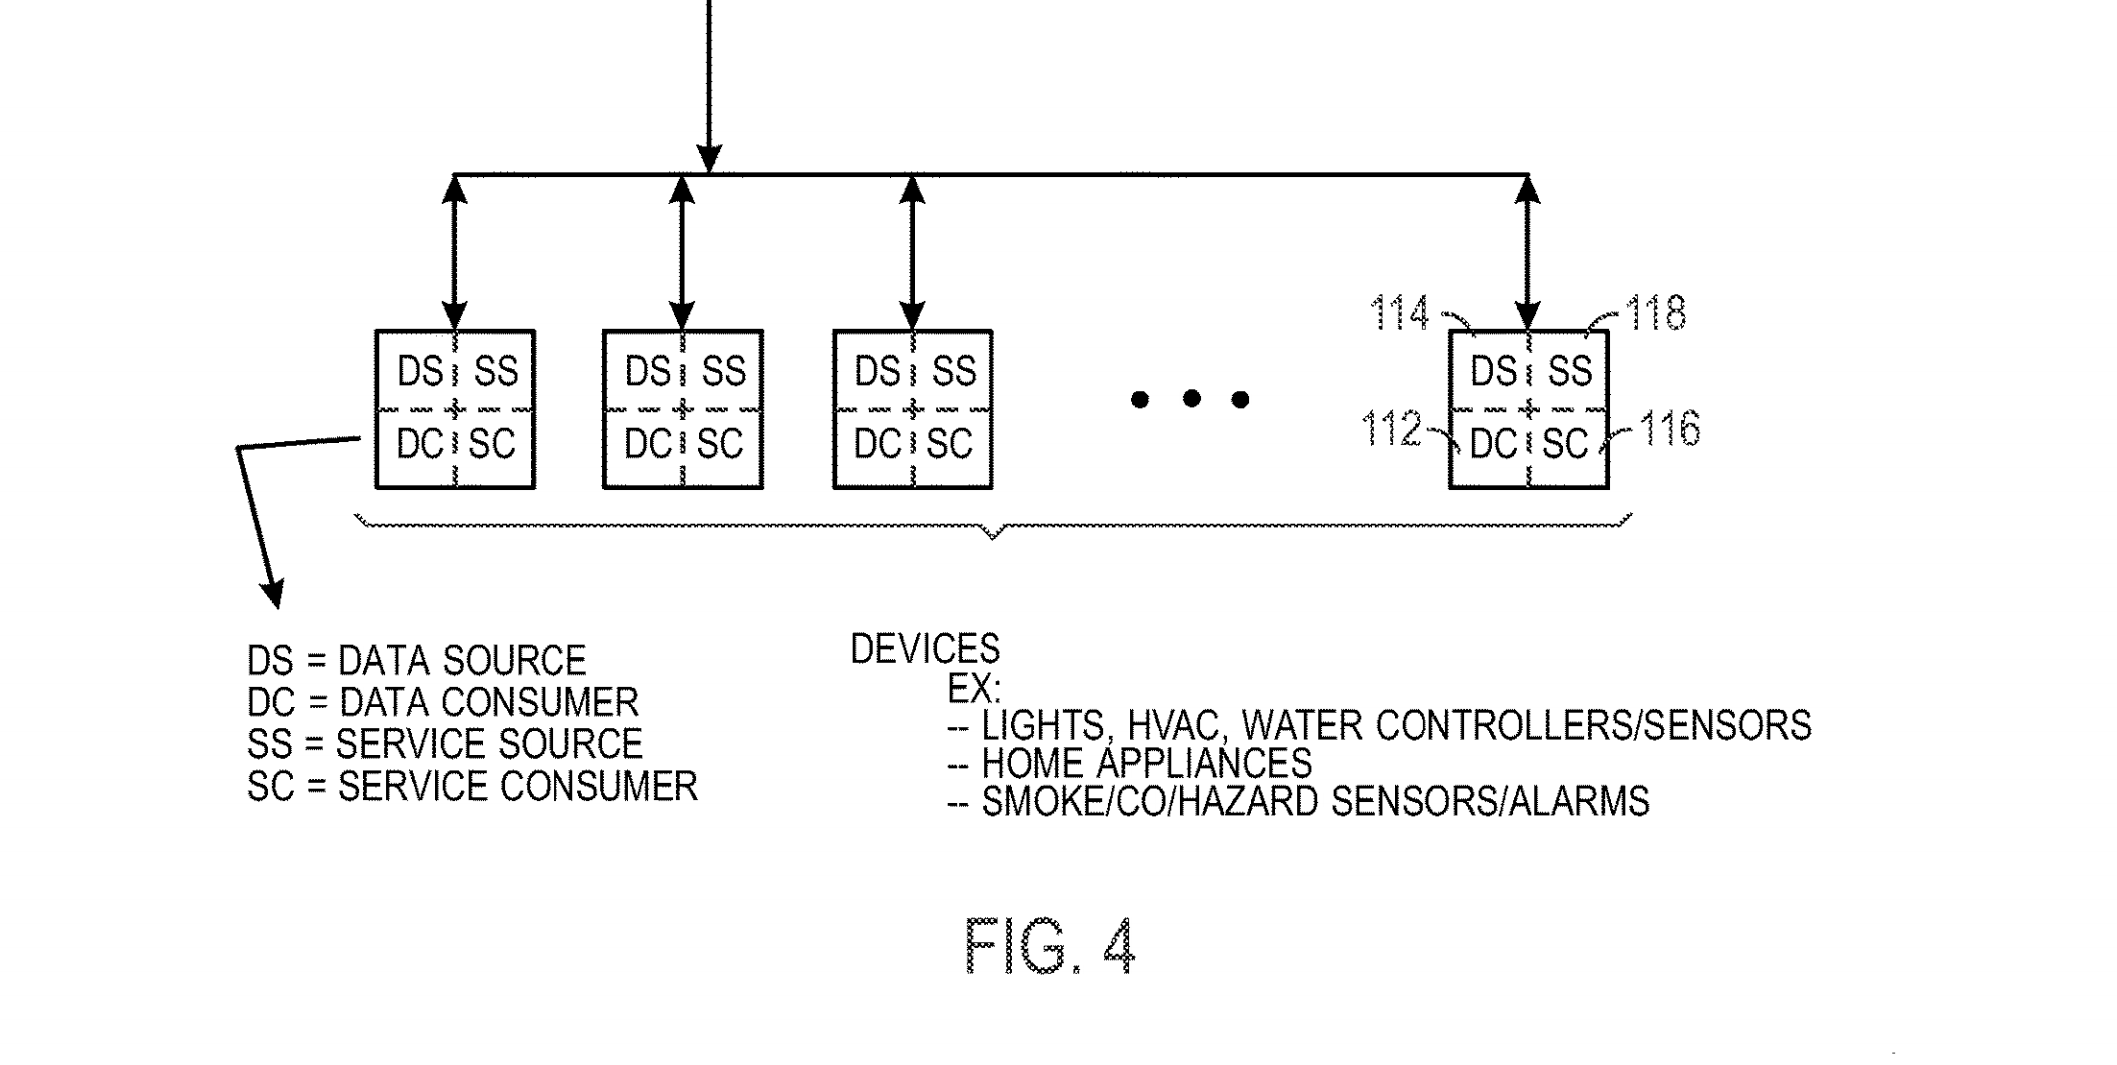 114 118
DS SS DS SS DS SS DS SS
112 116
DC SC DC SC DC SC DC SC
DS = DATA SOURCE
DC = DATA CONSUMER
SS = SERVICE SOURCE
SC = SERVICE CONSUMER
DEVICES
EX:
-- LIGHTS, HVAC, WATER CONTROLLERS/SENSORS
-- HOME APPLIANCES
-- SMOKE/CO/HAZARD SENSORS/ALARMS
FIG. 4